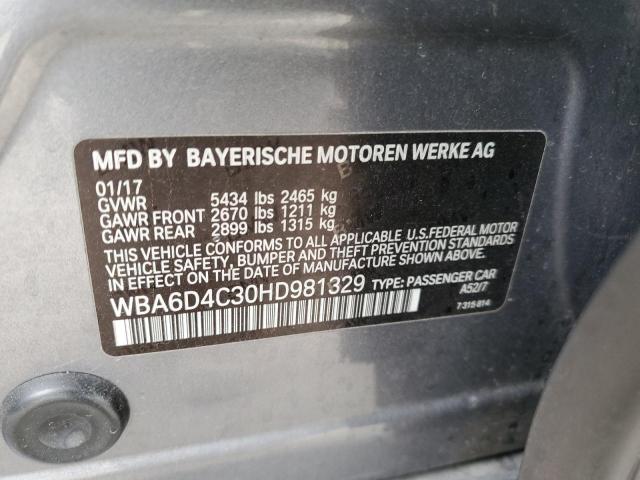 MFD BY BAYERISCHE MOTOREN WERKE AG
01/17
GVWR 5434 lbs 2465 kg
GAWR FRONT 2670 lbs 1211 kg
GAWR REAR 2899 lbs 1315 kg
THIS VEHICLE CONFORMS TO ALL APPLICABLE U.S.FEDERAL MOTOR
VEHICLE SAFETY, BUMPER AND THEFT PREVENTION STANDARDS
IN EFFECT ON THE DATE OF MANUFACTURE SHOWN ABOVE.
WBA6D4C30HD981329 TYPE: PASSENGER CAR
A52/7
7 315 814